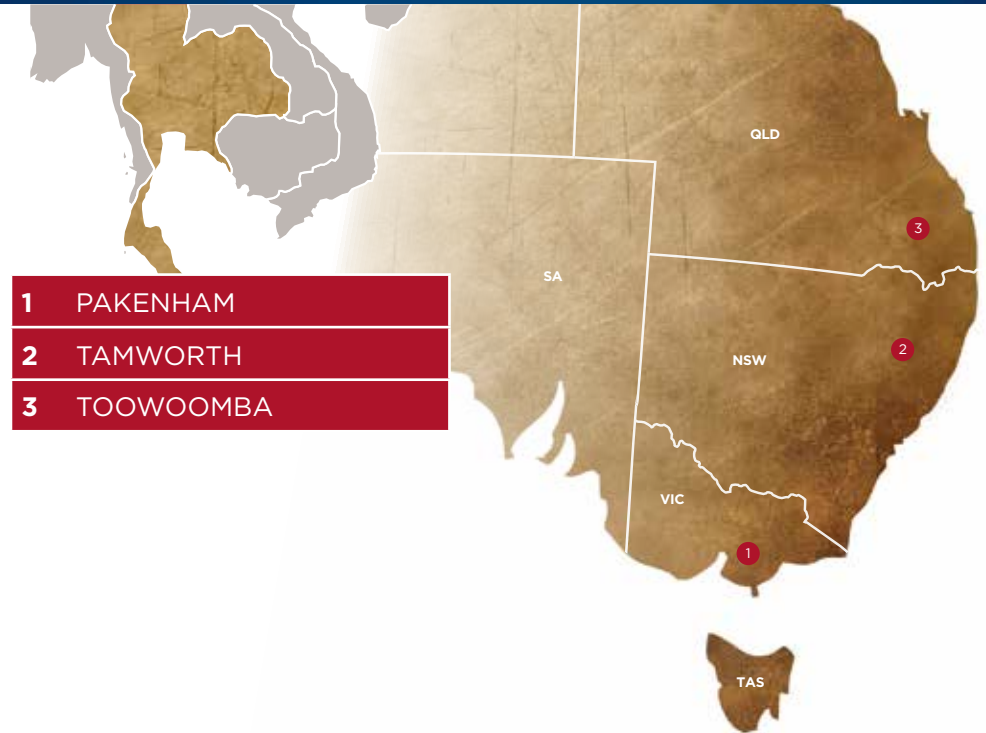 QLD
3
SA
1 PAKENHAM
2 TAMWORTH
3 TOOWOOMBA
NSW
2
VIC
1
TAS